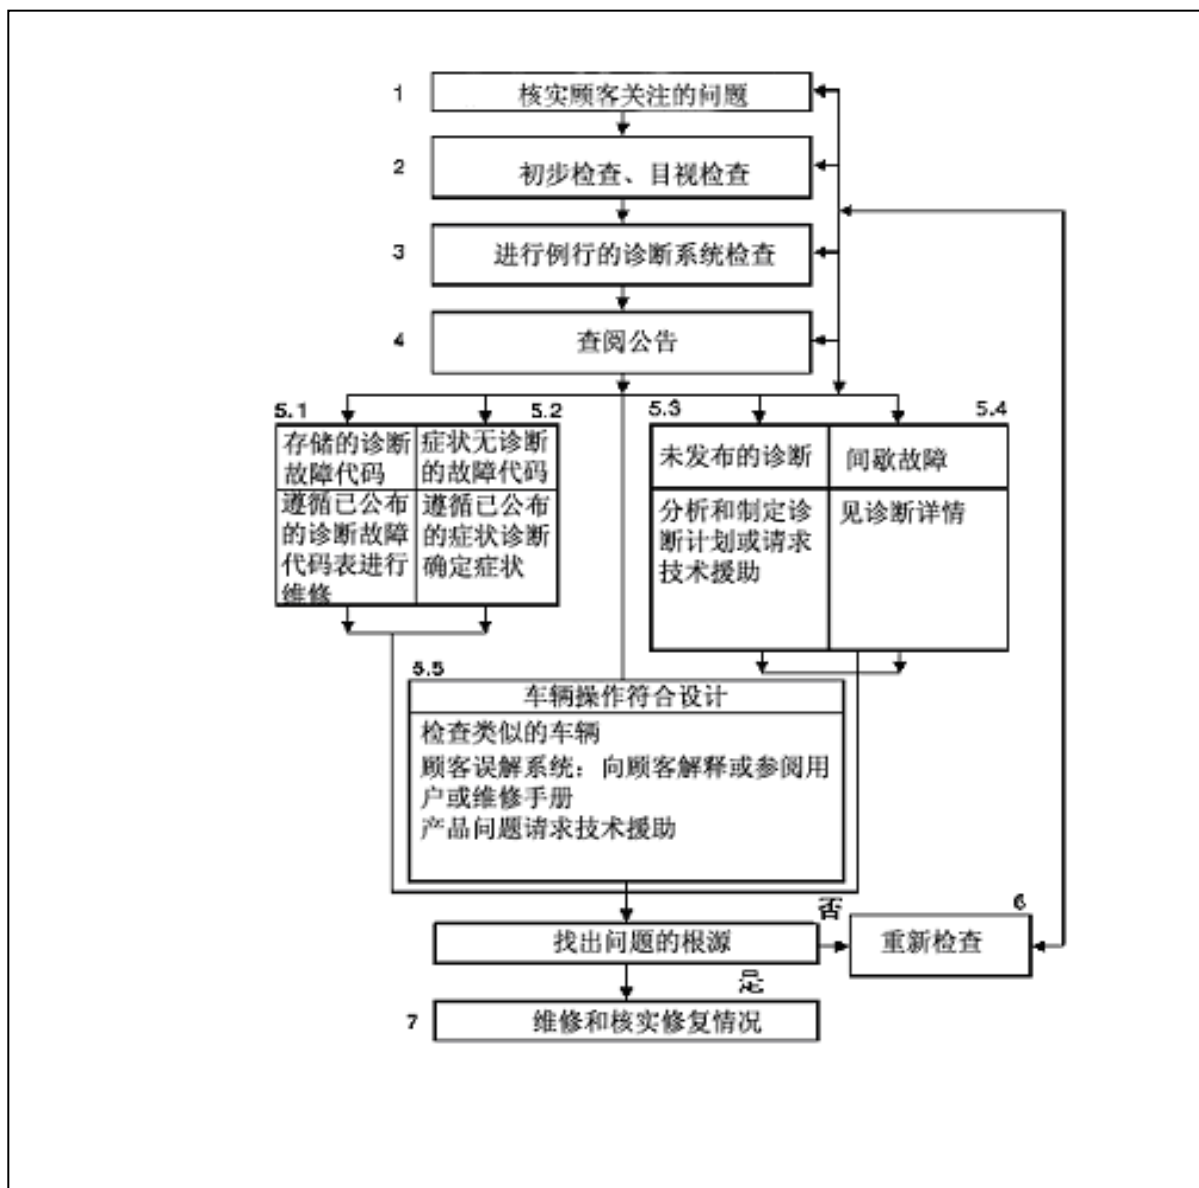 1
核实顾客关注的问题
2
初步检查、目视检查
3
进行例行的诊断系统检查
4
查阅公告
5.1
存储的诊断
故障代码
遵循已公布
的诊断故障
代码表进行
维修
5.2
症状无诊断
的故障代码
遵循已公布
的症状诊断
确定症状
5.3
未发布的诊断
分析和制定诊
断计划或请求
技术援助
5.4
间歇故障
见诊断详情
5.5
车辆操作符合设计
检查类似的车辆
顾客误解系统：向顾客解释或参阅用
户或维修手册
产品问题请求技术援助
找出问题的根源
否
6
重新检查
是
7
维修和核实修复情况